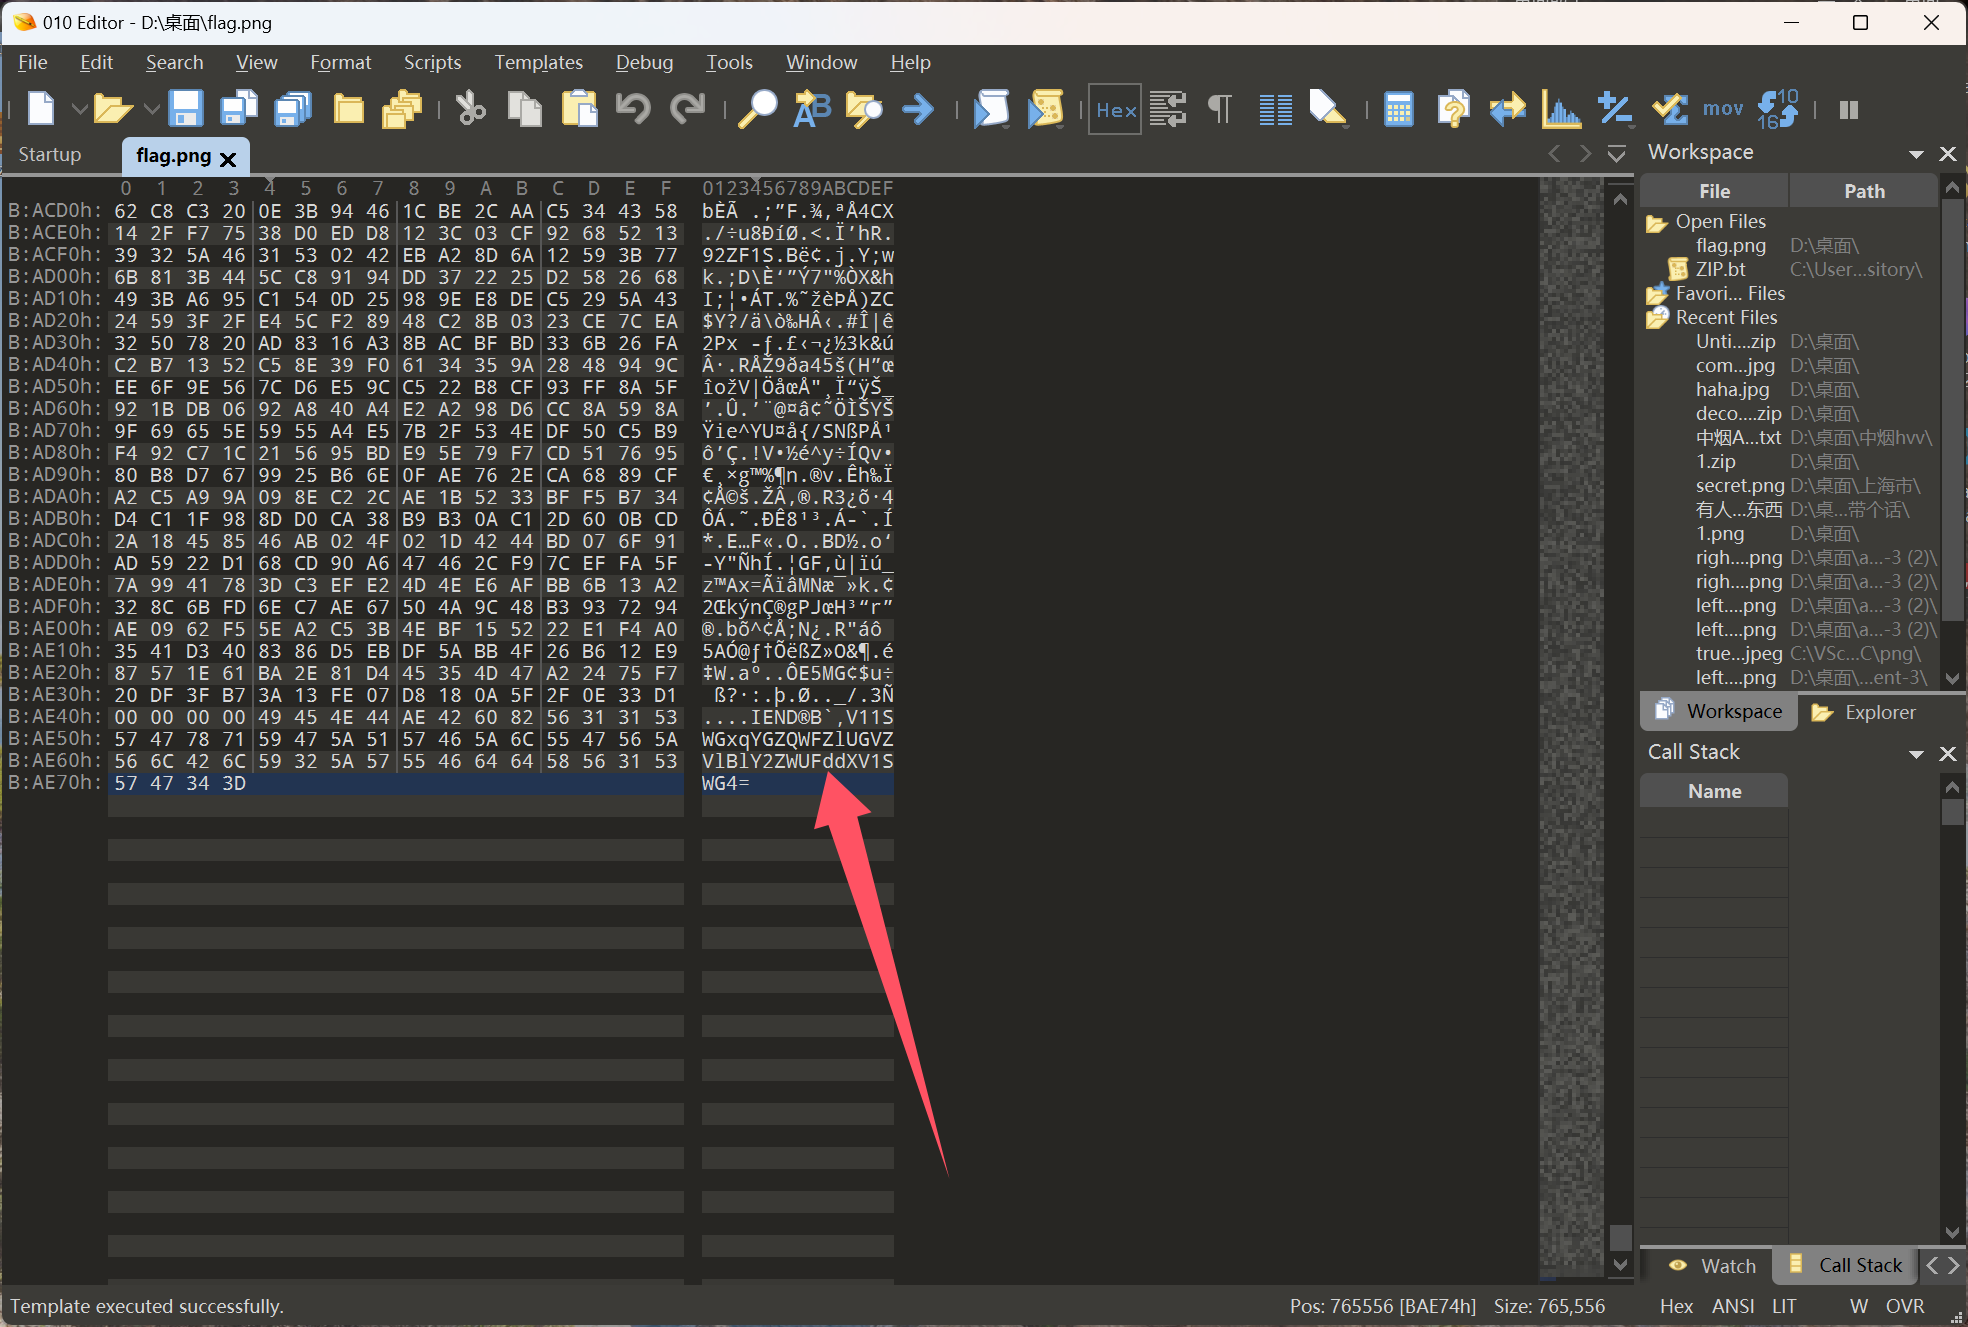 010 Editor - D:\桌面\flag.png
File Edit Search View Format Scripts Templates Debug Tools Window Help
Hex
mov
10
16
Startup
flag.png
0 1 2 3 4 5 6 7 8 9 A B C D E F 0123456789ABCDEF
B:ACD0h: 62 C8 C3 20 0E 3B 94 46 1C BE 2C AA C5 34 43 58 bÈÃ .;”F.¾,ªÅ4CX
B:ACE0h: 14 2F F7 75 38 D0 ED D8 12 3C 03 CF 92 68 52 13 ./÷u8ÐíØ.<.Ï’hR.
B:ACF0h: 39 32 5A 46 31 53 02 42 EB A2 8D 6A 12 59 3B 77 92ZF1S.Bë¢.j.Y;w
B:AD00h: 6B 81 3B 44 5C C8 91 94 DD 37 22 25 D2 58 26 68 k.;D\È‘”Ý7"%ÒX&h
B:AD10h: 49 3B A6 95 C1 54 0D 25 98 9E E8 DE C5 29 5A 43 I;¦•ÁT.%˜žèÞÅ)ZC
B:AD20h: 24 59 3F 2F E4 5C F2 89 48 C2 8B 03 23 CE 7C EA $Y?/ä\ò‰HÂ‹.#Î|ê
B:AD30h: 32 50 78 20 AD 83 16 A3 8B AC BF BD 33 6B 26 FA 2Px -ƒ.£‹¬¿½3k&ú
B:AD40h: C2 B7 13 52 C5 8E 39 F0 61 34 35 9A 28 48 94 9C Â·.RÅŽ9ða45š(H”œ
B:AD50h: EE 6F 9E 56 7C D6 E5 9C C5 22 B8 CF 93 FF 8A 5F îožV|ÖåœÅ"¸Ï“ÿŠ_
B:AD60h: 92 1B DB 06 92 A8 40 A4 E2 A2 98 D6 CC 8A 59 8A ’.Û.’¨@¤â¢˜ÖÌŠYŠ
B:AD70h: 9F 69 65 5E 59 55 A4 E5 7B 2F 53 4E DF 50 C5 B9 Ÿie^YU¤å{/SNßPÅ¹
B:AD80h: F4 92 C7 1C 21 56 95 BD E9 5E 79 F7 CD 51 76 95 ô’Ç.!V•½é^y÷ÍQv•
B:AD90h: 80 B8 D7 67 99 25 B6 6E 0F AE 76 2E CA 68 89 CF €¸×g™%¶n.®v.Êh‰Ï
B:ADA0h: A2 C5 A9 9A 09 8E C2 2C AE 1B 52 33 BF F5 B7 34 ¢Å©š.ŽÂ,®.R3¿õ·4
B:ADB0h: D4 C1 1F 98 8D D0 CA 38 B9 B3 0A C1 2D 60 0B CD ÔÁ.˜.ÐÊ8¹³.Á-`.Í
B:ADC0h: 2A 18 45 85 46 AB 02 4F 02 1D 42 44 BD 07 6F 91 *.E…F«.O..BD½.o‘
B:ADD0h: AD 59 22 D1 68 CD 90 A6 47 46 2C F9 7C EF FA 5F -Y"ÑhÍ.¦GF,ù|ïú_
B:ADE0h: 7A 99 41 78 3D C3 EF E2 4D 4E E6 AF BB 6B 13 A2 z™Ax=ÃïâMNæ¯»k.¢
B:ADF0h: 32 8C 6B FD 6E C7 AE 67 50 4A 9C 48 B3 93 72 94 2ŒkýnÇ®gPJœH³“r”
B:AE00h: AE 09 62 F5 5E A2 C5 3B 4E BF 15 52 22 E1 F4 A0 ®.bõ^¢Å;N¿.R"áô
B:AE10h: 35 41 D3 40 83 86 D5 EB DF 5A BB 4F 26 B6 12 E9 5AÓ@ƒ†ÕëßZ»O&¶.é
B:AE20h: 87 57 1E 61 BA 2E 81 D4 45 35 4D 47 A2 24 75 F7 ‡W.aº..ÔE5MG¢$u÷
B:AE30h: 20 DF 3F B7 3A 13 FE 07 D8 18 0A 5F 2F 0E 33 D1 ß?·:.þ.Ø.._/.3Ñ
B:AE40h: 00 00 00 00 49 45 4E 44 AE 42 60 82 56 31 31 53 ....IEND®B`‚V11S
B:AE50h: 57 47 78 71 59 47 5A 51 57 46 5A 6C 55 47 56 5A WGxqYGZQWFZlUGVZ
B:AE60h: 56 6C 42 6C 59 32 5A 57 55 46 64 64 58 56 31 53 VlBlY2ZWUFddXV1S
B:AE70h: 57 47 34 3D WG4=
Workspace
File Path
Open Files
flag.png D:\桌面\
ZIP.bt C:\User...sitory\
Favori... Files
Recent Files
Unti....zip D:\桌面\
com...jpg D:\桌面\
haha.jpg D:\桌面\
deco....zip D:\桌面\
中烟A...txt D:\桌面\中烟hvv\
1.zip D:\桌面\
secret.png D:\桌面\上海市\
有人...东西 D:\桌...带个话\
1.png D:\桌面\
righ....png D:\桌面\a...-3 (2)\
righ....png D:\桌面\a...-3 (2)\
left....png D:\桌面\a...-3 (2)\
left....png D:\桌面\a...-3 (2)\
true...jpeg C:\VSc...C\png\
left....png D:\桌面\...ent-3\
Workspace Explorer
Call Stack
Name
Watch Call Stack
Template executed successfully. Pos: 765556 [BAE74h] Size: 765,556 Hex ANSI LIT W OVR